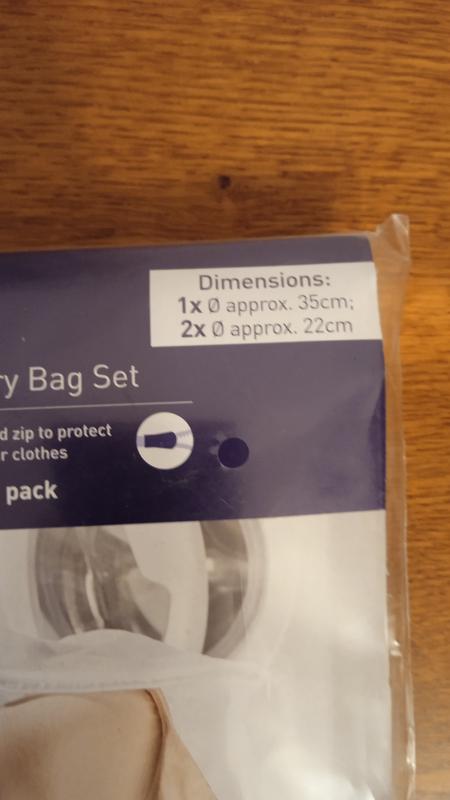 Dimensions:
1x Ø approx. 35cm;
2x Ø approx. 22cm
ry Bag Set
d zip to protect
r clothes
pack